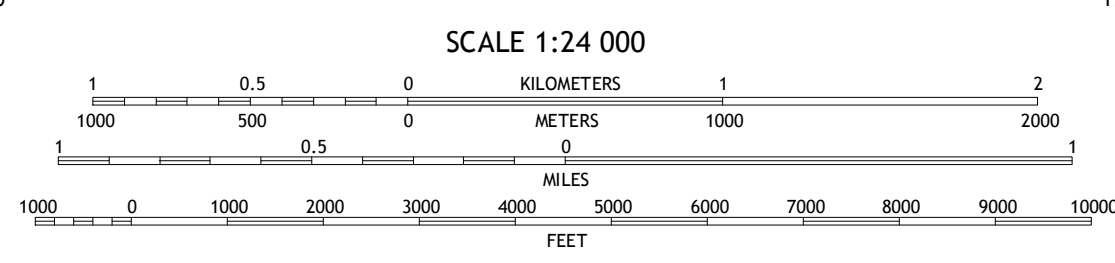 SCALE 1:24 000
1 0.5 0 KILOMETERS 1 2
1000 500 0 METERS 1000 2000
1 0.5 0 1
MILES
1000 0 1000 2000 3000 4000 5000 6000 7000 8000 9000 10000
FEET